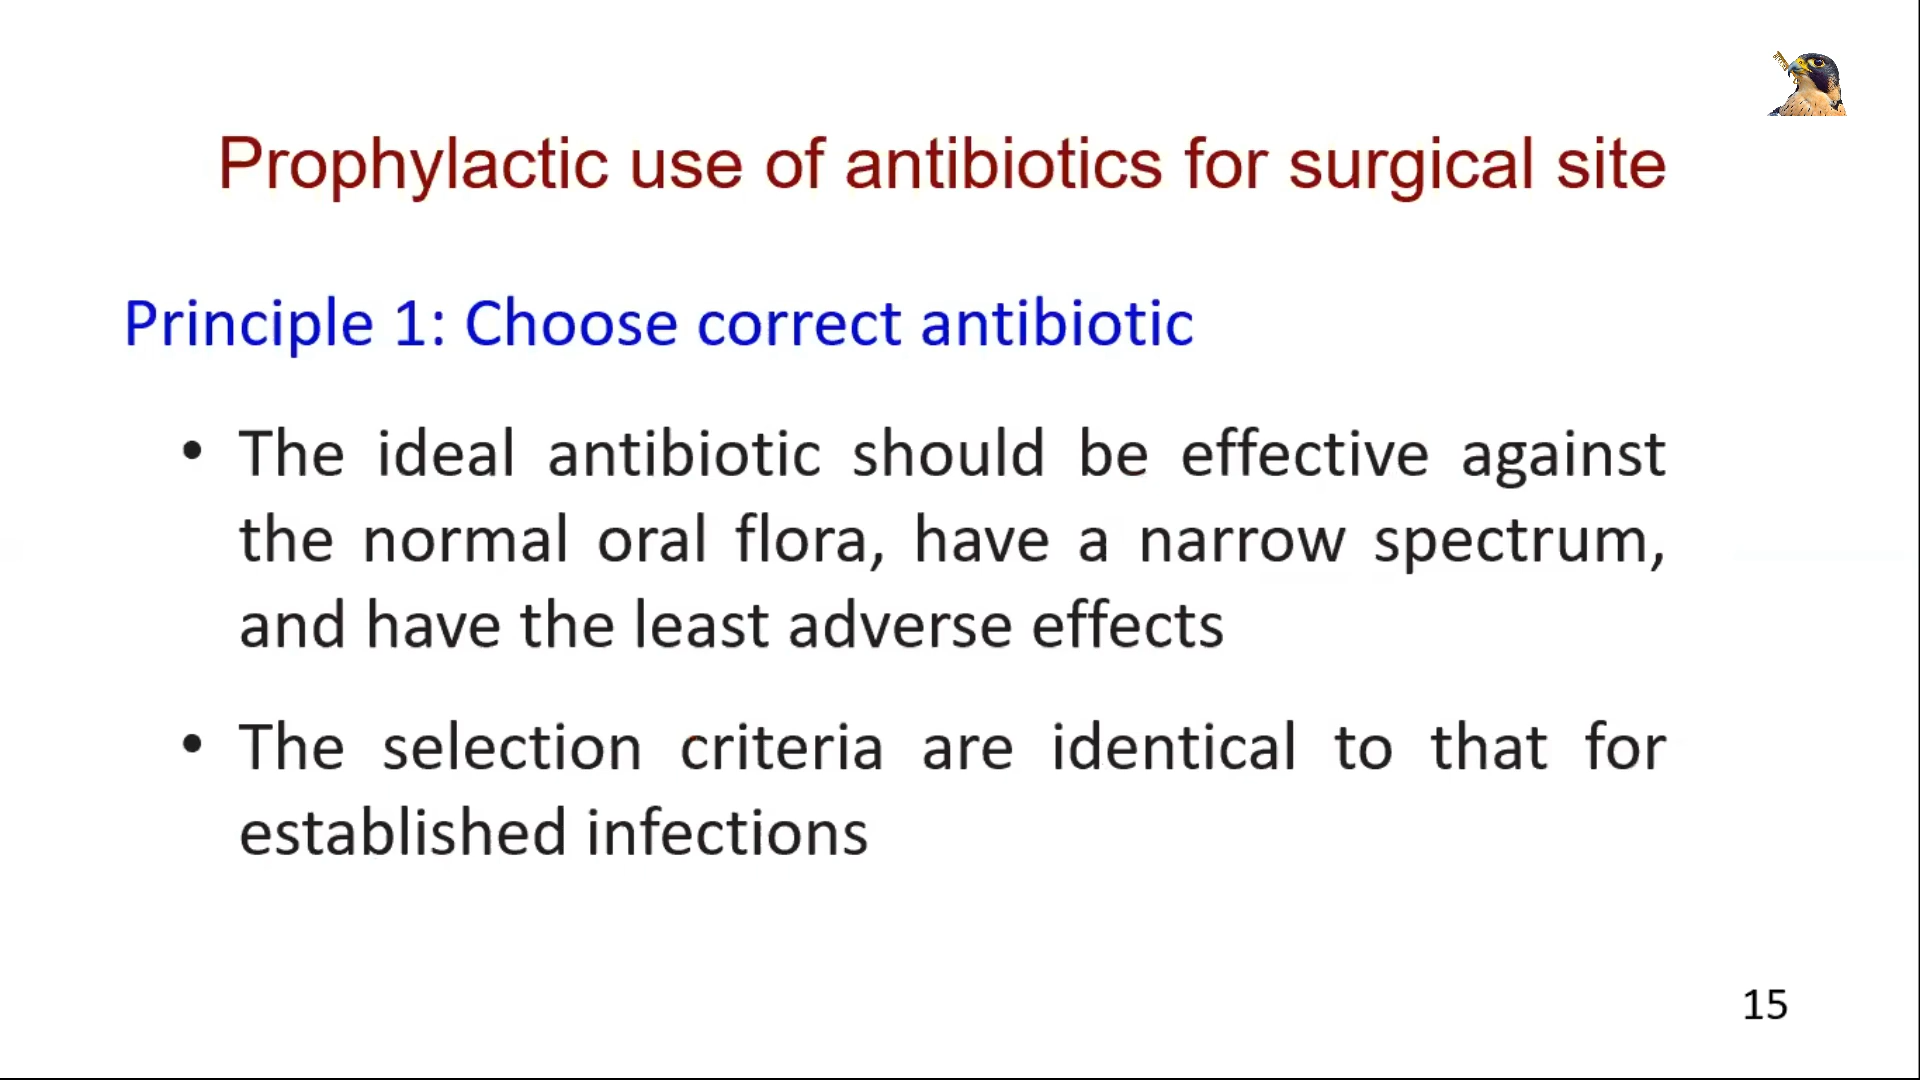 Prophylactic use of antibiotics for surgical site
Principle 1: Choose correct antibiotic
• The ideal antibiotic should be effective against
the normal oral flora, have a narrow spectrum,
and have the least adverse effects
• The selection criteria are identical to that for
established infections
15